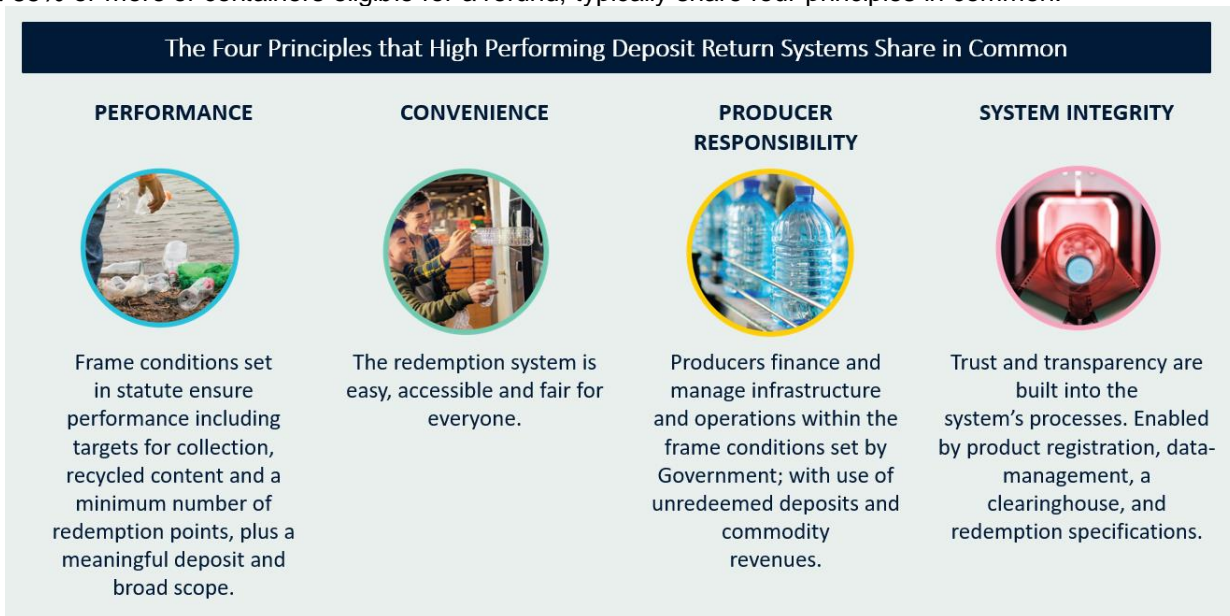 The Four Principles that High Performing Deposit Return Systems Share in Common
PERFORMANCE
Frame conditions set
in statute ensure
performance including
targets for collection,
recycled content and a
minimum number of
redemption points, plus a
meaningful deposit and
broad scope.
CONVENIENCE
The redemption system is
easy, accessible and fair for
everyone.
PRODUCER
RESPONSIBILITY
Producers finance and
manage infrastructure
and operations within the
frame conditions set by
Government; with use of
unredeemed deposits and
commodity
revenues.
SYSTEM INTEGRITY
Trust and transparency are
built into the
system's processes. Enabled
by product registration, data-
management, a
clearinghouse, and
redemption specifications.